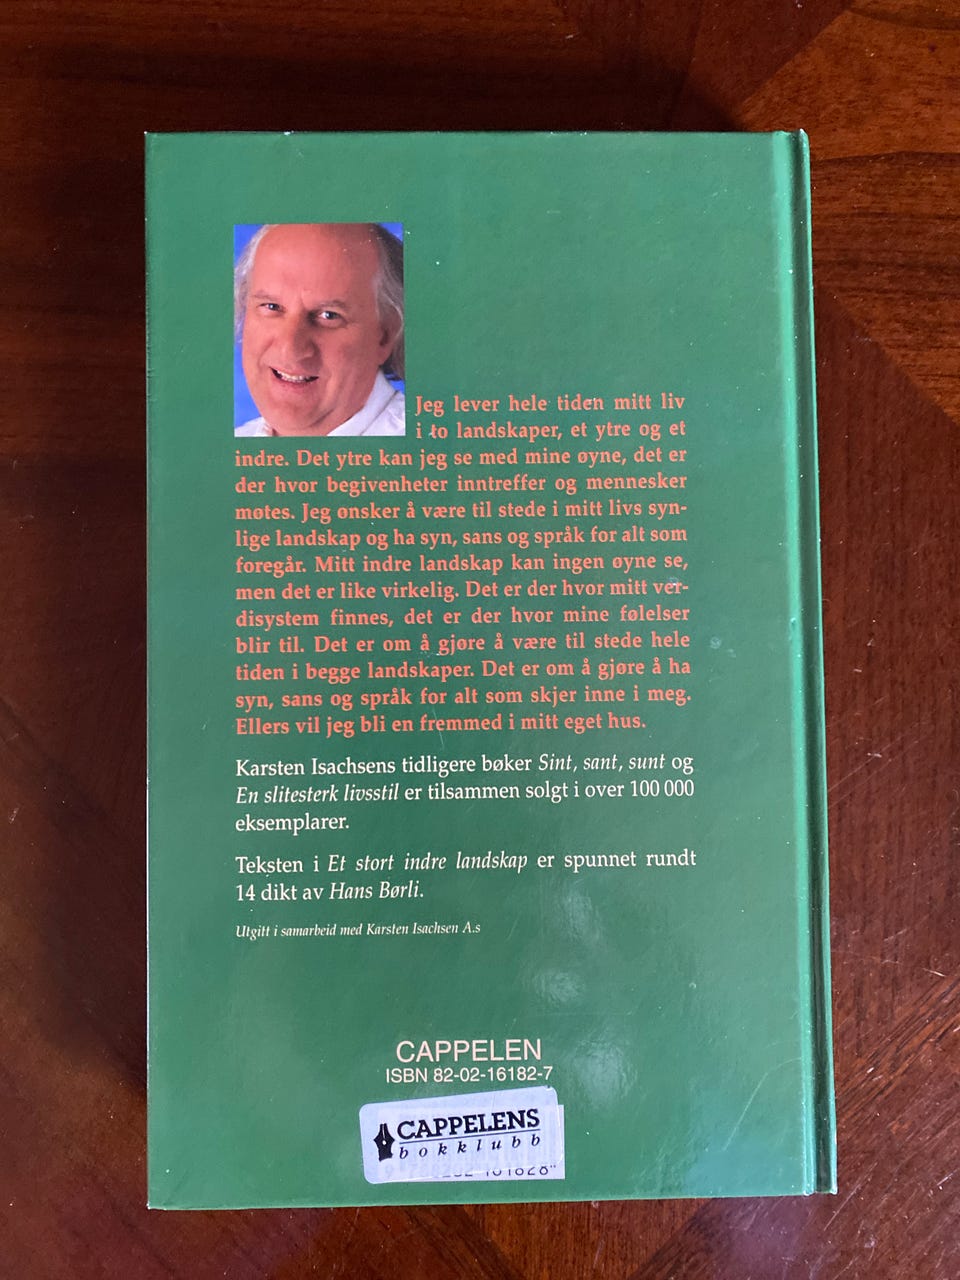 Jeg lever hele tiden mitt liv
i to landskaper, et ytre og et
indre. Det ytre kan jeg se med mine øyne, det er
der hvor begivenheter inntreffer og mennesker
møtes. Jeg ønsker å være til stede i mitt livs syn-
lige landskap og ha syn, sans og språk for alt som
foregår. Mitt indre landskap kan ingen øyne se,
men det er like virkelig. Det er der hvor mitt ver-
disystem finnes, det er der hvor mine følelser
blir til. Det er om å gjøre å være til stede hele
tiden i begge landskaper. Det er om å gjøre å ha
syn, sans og språk for alt som skjer inne i meg.
Ellers vil jeg bli en fremmed i mitt eget hus.
Karsten Isachsens tidligere bøker Sint, sant, sunt og
En slitesterk livsstil er tilsammen solgt i over 100 000
eksemplarer.
Teksten i Et stort indre landskap er spunnet rundt
14 dikt av Hans Børli.
Utgitt i samarbeid med Karsten Isachsen A.s
CAPPELEN
ISBN 82-02-16182-7
CAPPELENS
bokklubb